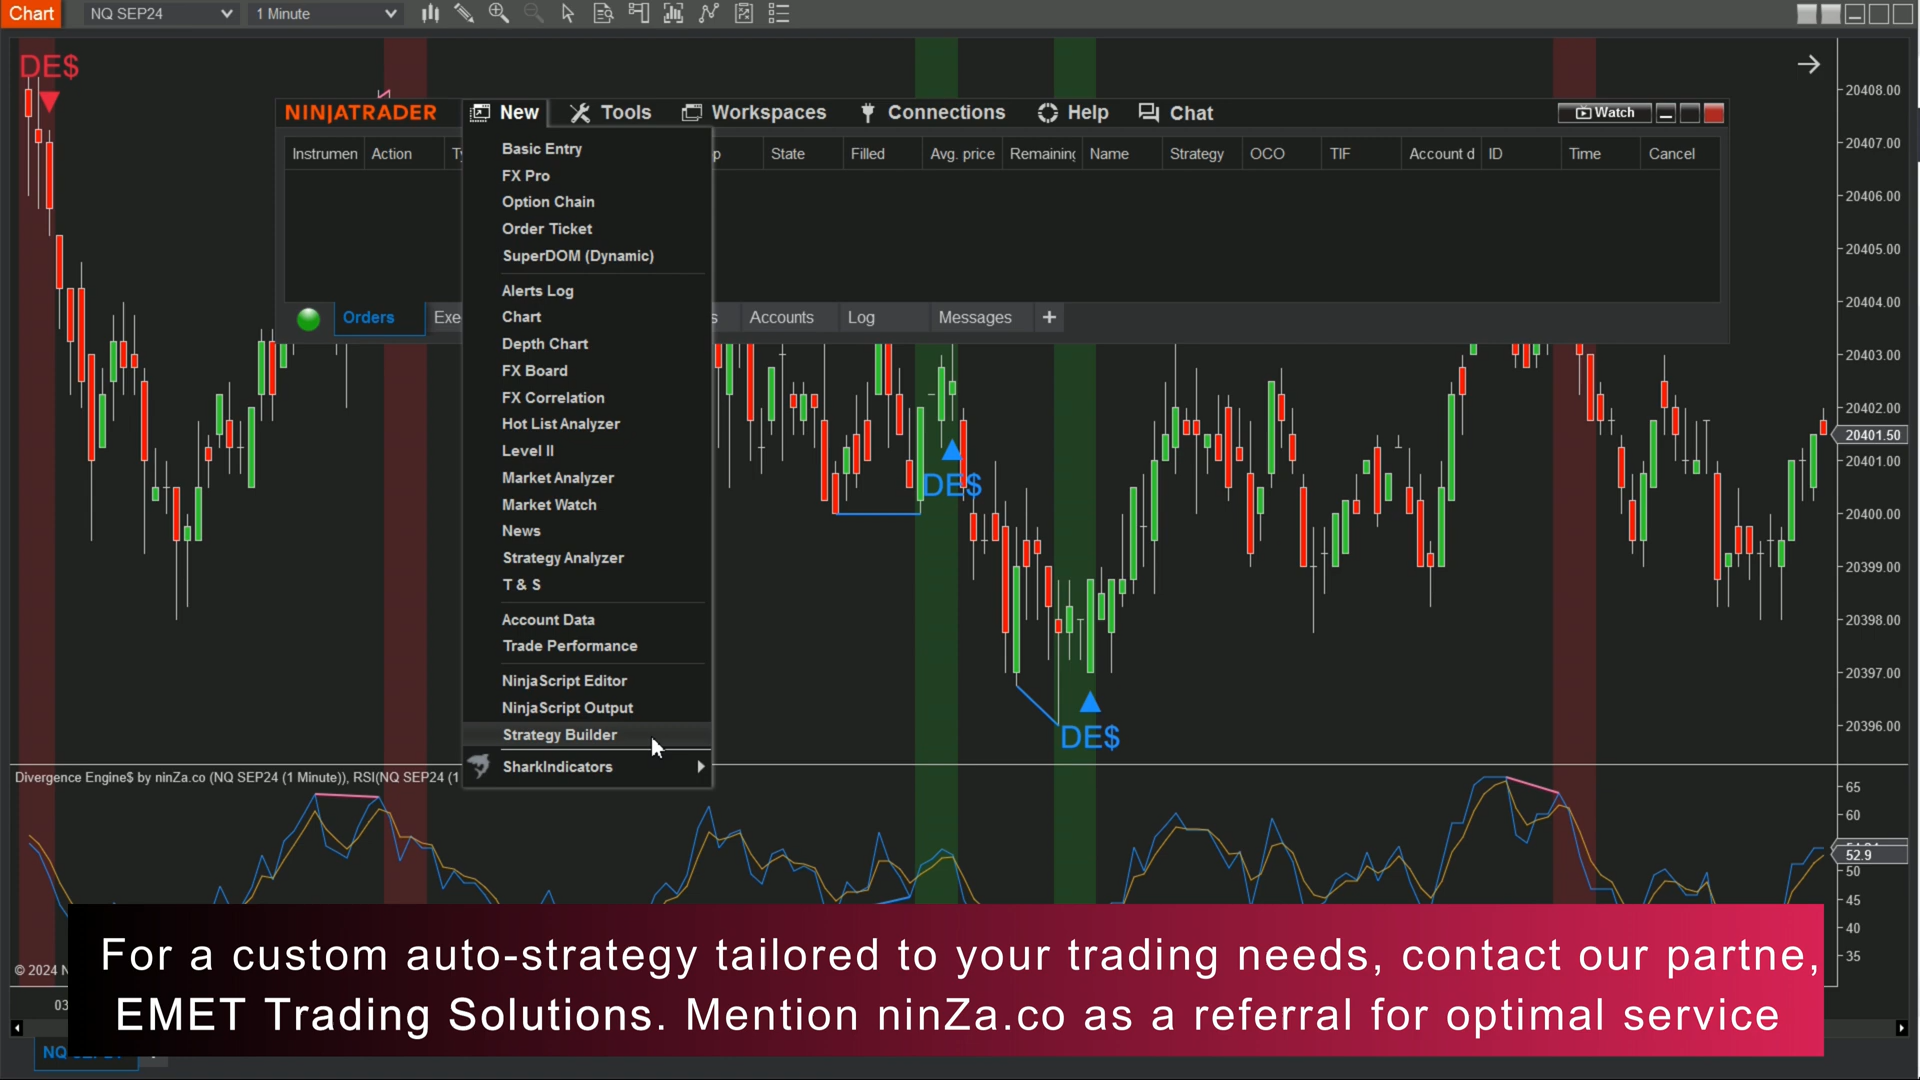 Chart NQ SEP24 1 Minute
DE$
20408.00
NINJATRADER New Tools Workspaces Connections Help Chat Watch
20407.00
Instrumen Action State Filled Avg. price Remaining Name Strategy OCO TIF Account d ID Time Cancel
Basic Entry
FX Pro
20406.00
Option Chain
Order Ticket
20405.00
SuperDOM (Dynamic)
Alerts Log
20404.00
Orders Exe s Accounts Log Messages +
Chart
Depth Chart
20403.00
FX Board
FX Correlation
20402.00
Hot List Analyzer
20401.50
Level II
20401.00
Market Analyzer
DE$
Market Watch
20400.00
News
Strategy Analyzer
20399.00
T & S
Account Data
20398.00
Trade Performance
20397.00
NinjaScript Editor
NinjaScript Output
20396.00
Strategy Builder
DE$
SharkIndicators
Divergence Engine$ by ninZa.co (NQ SEP24 (1 Minute)), RSI(NQ SEP24 (1
65
60
52.9
50
45
40
35
For a custom auto-strategy tailored to your trading needs, contact our partne,
EMET Trading Solutions. Mention ninZa.co as a referral for optimal service
© 2024 N
03
NQ